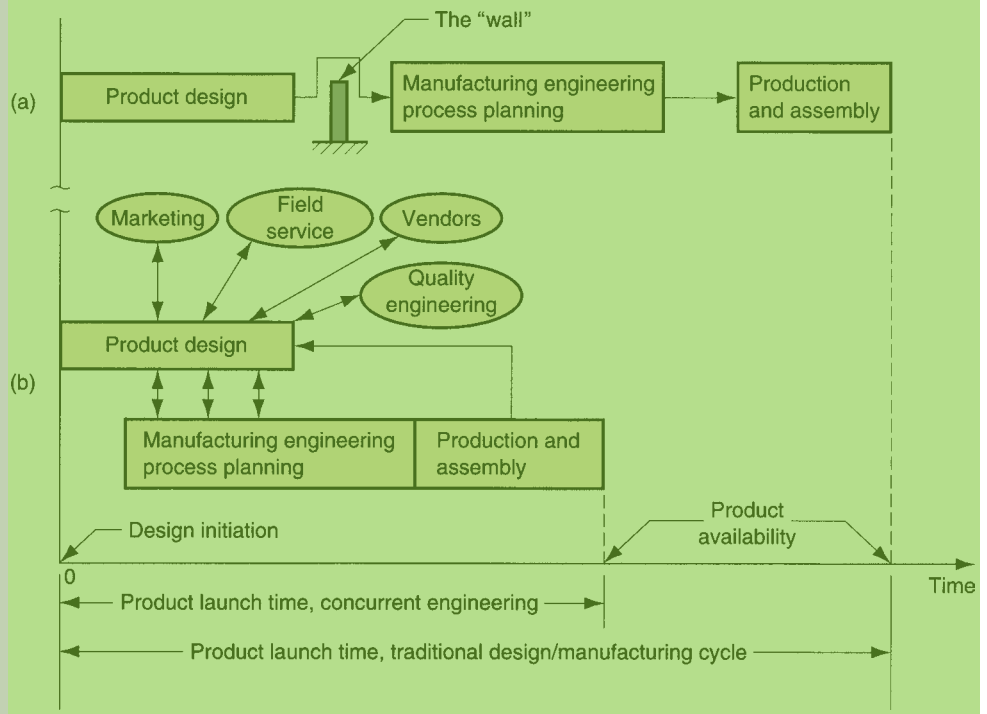 The “wall”
(a)
Product design
Manufacturing engineering
process planning
Production
and assembly
Marketing
Field
service
Vendors
Quality
engineering
Product design
(b)
Manufacturing engineering
process planning
Production and
assembly
Design initiation
Product
availability
0
Time
Product launch time, concurrent engineering
Product launch time, traditional design/manufacturing cycle